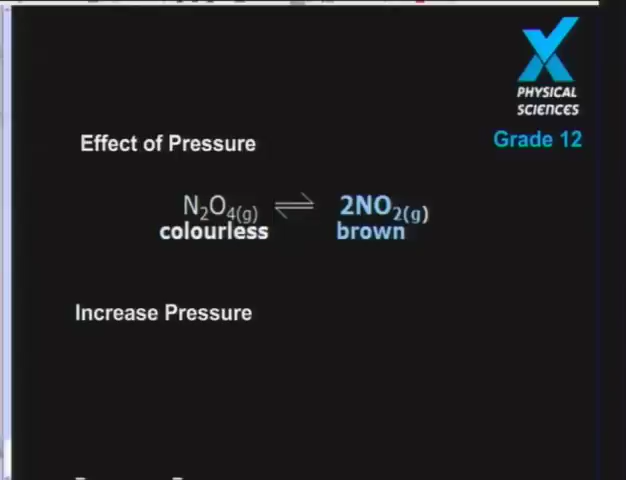 PHYSICAL
SCIENCES
Grade 12
Effect of Pressure
N₂O₄(g) ⇌ 2NO₂(g)
colourless brown
Increase Pressure